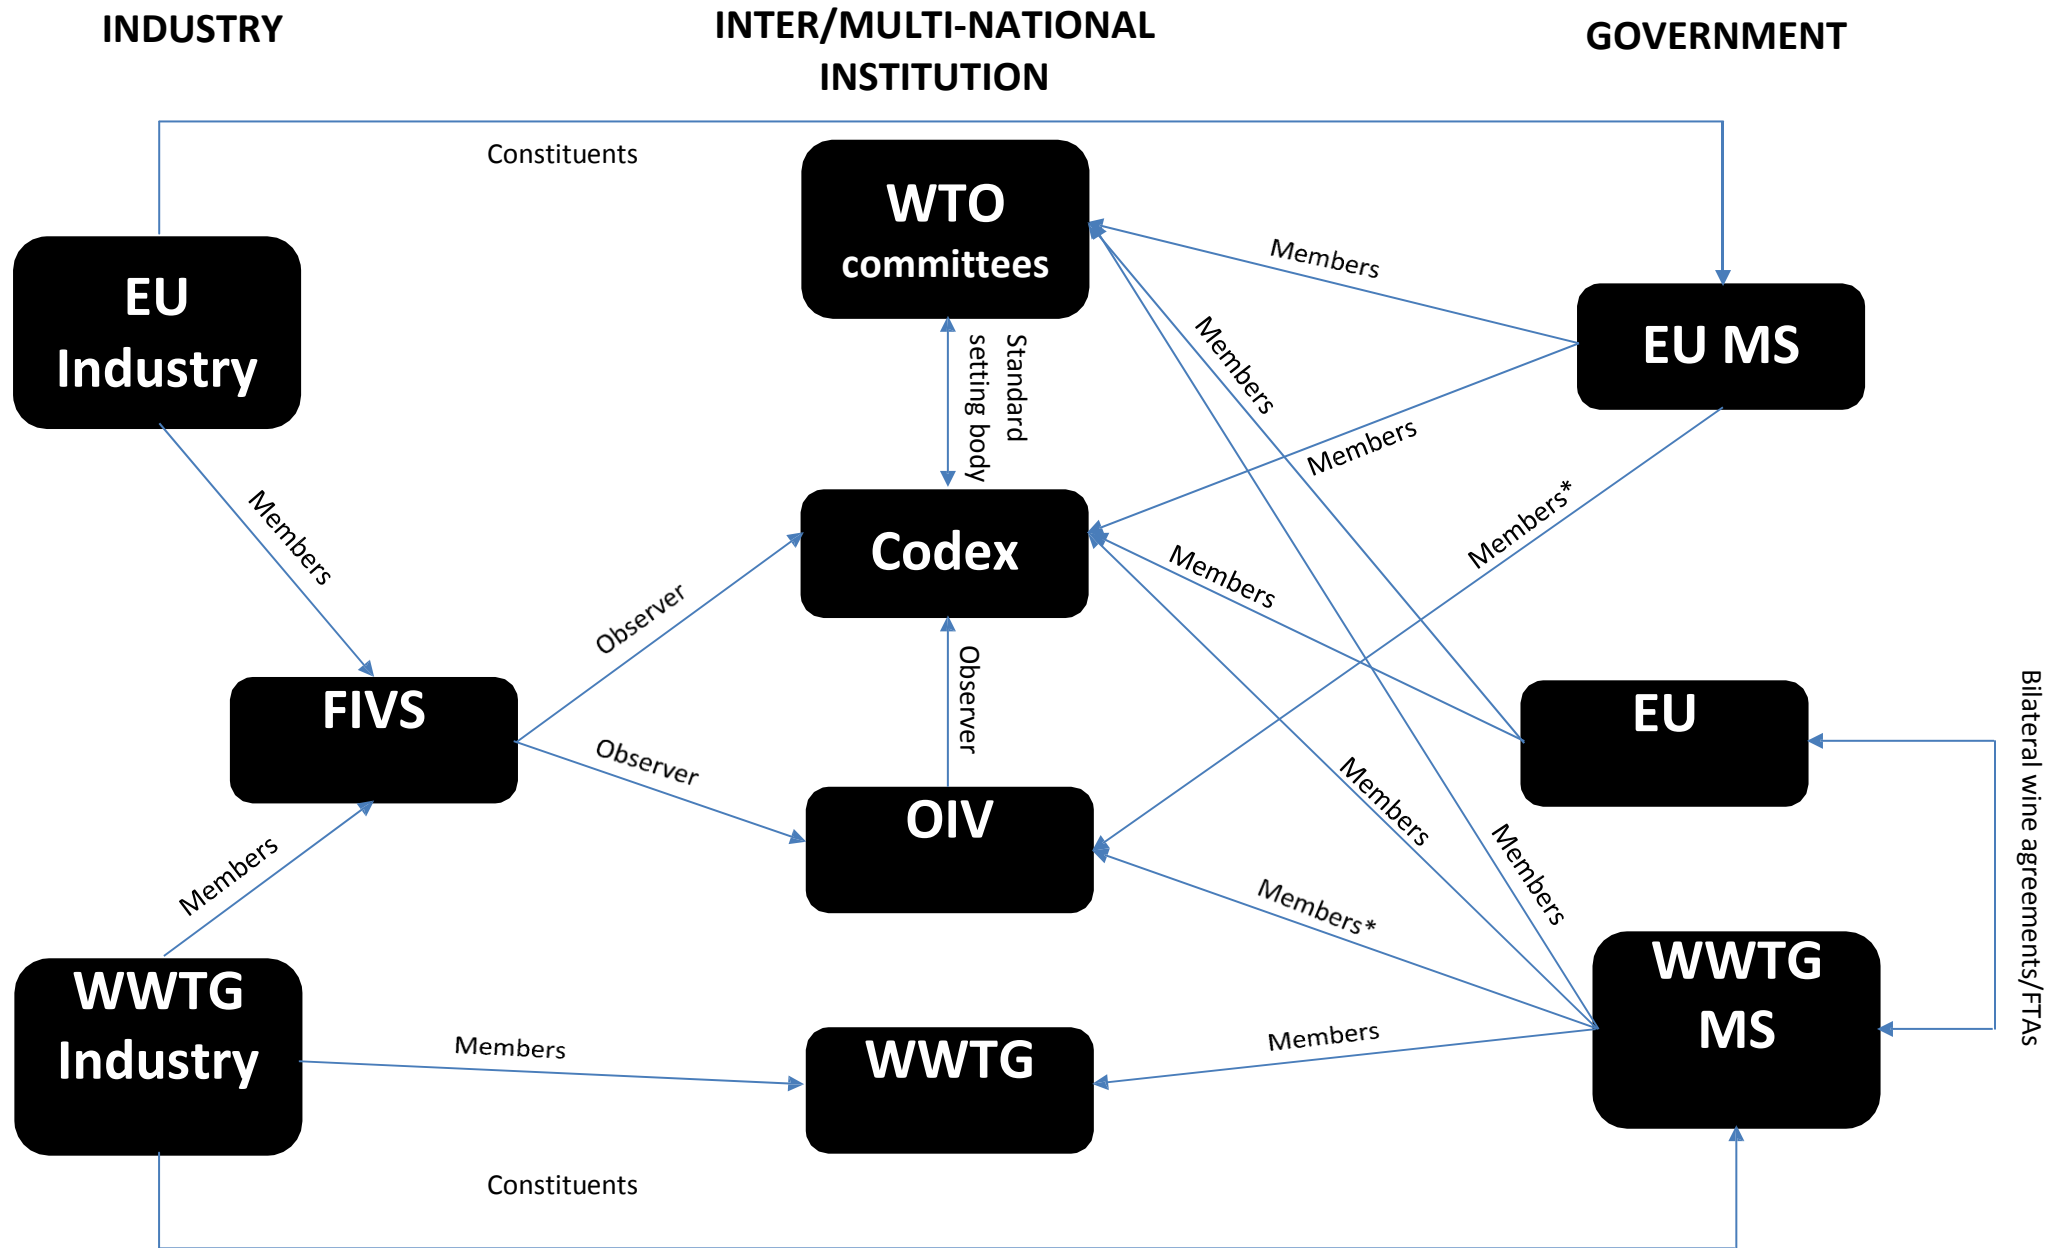 INDUSTRY
INTER/MULTI-NATIONAL
INSTITUTION
GOVERNMENT
Constituents
WTO
committees
EU
Industry
Members
EU MS
Members
Standard
setting body
Members
Members*
Members
Codex
Members
Observer
Observer
FIVS
EU
Observer
Members
OIV
Members
Members
Members*
Bilateral wine agreements/FTAs
WWTG
Industry
WWTG
MS
Members
Members
WWTG
Constituents